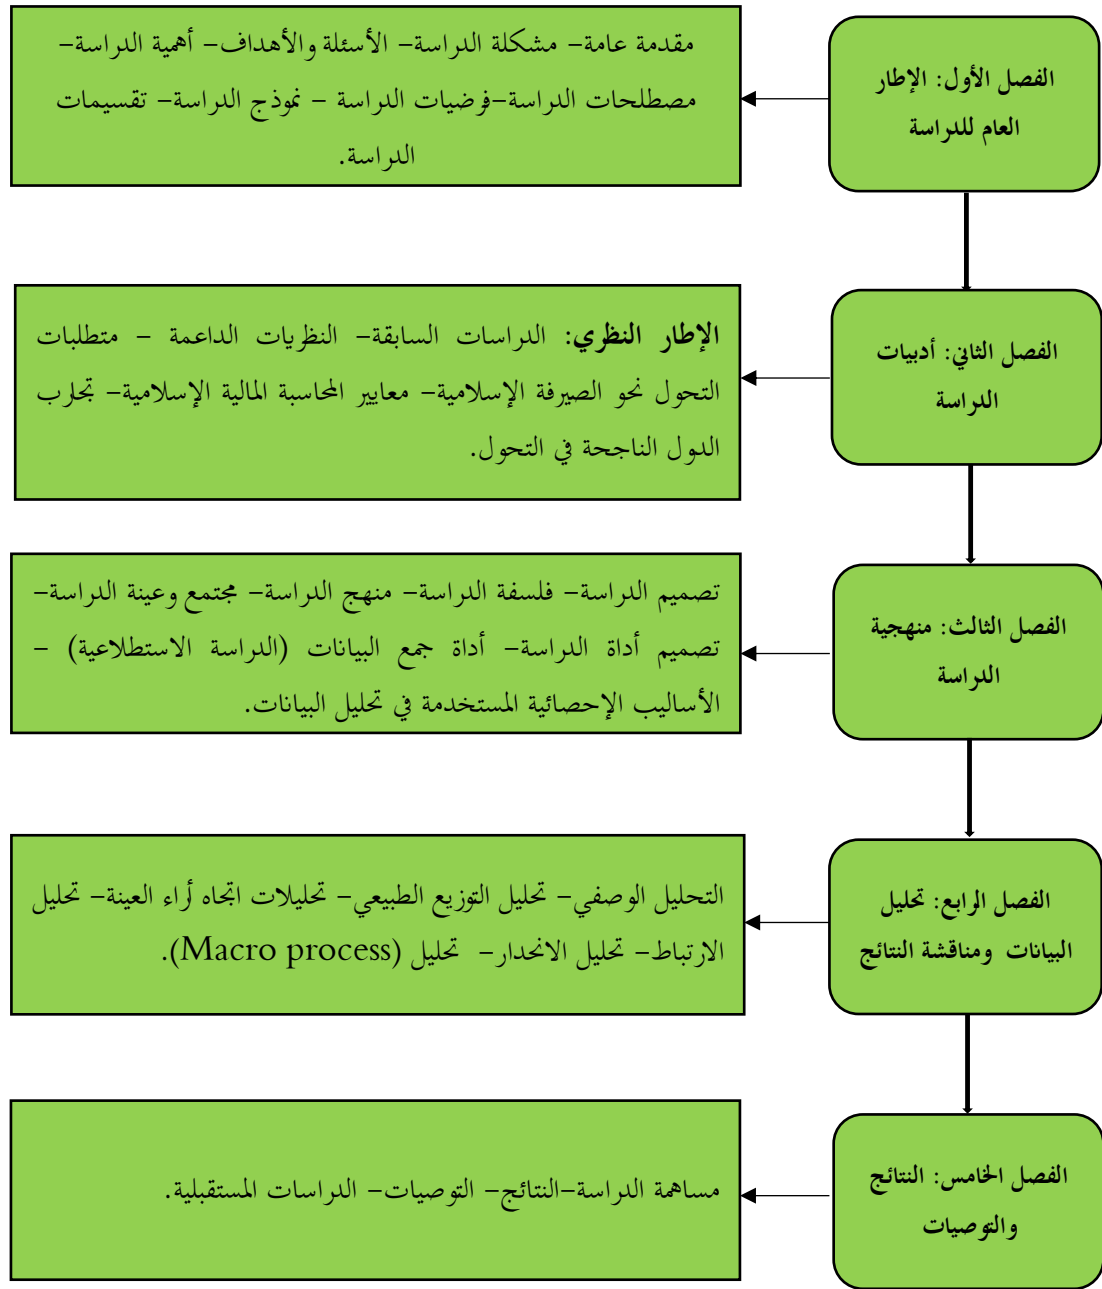 الفصل الأول: الإطار
العام للدراسة
مقدمة عامة– مشكلة الدراسة– الأسئلة والأهداف– أهمية الدراسة–
مصطلحات الدراسة–فرضيات الدراسة – نموذج الدراسة– تقسيمات
الدراسة.
الفصل الثاني: أدبيات
الدراسة
الإطار النظري: الدراسات السابقة– النظريات الداعمة – متطلبات
التحول نحو الصيرفة الإسلامية– معايير المحاسبة المالية الإسلامية– تجارب
الدول الناجحة في التحول.
الفصل الثالث: منهجية
الدراسة
تصميم الدراسة– فلسفة الدراسة– منهج الدراسة– مجتمع وعينة الدراسة–
تصميم أداة الدراسة– أداة جمع البيانات (الدراسة الاستطلاعية) –
الأساليب الإحصائية المستخدمة في تحليل البيانات.
الفصل الرابع: تحليل
البيانات ومناقشة النتائج
التحليل الوصفي– تحليل التوزيع الطبيعي– تحليلات اتجاه أراء العينة– تحليل
الارتباط– تحليل الانحدار– تحليل (Macro process).
الفصل الخامس: النتائج
والتوصيات
مساهمة الدراسة–النتائج– التوصيات– الدراسات المستقبلية.